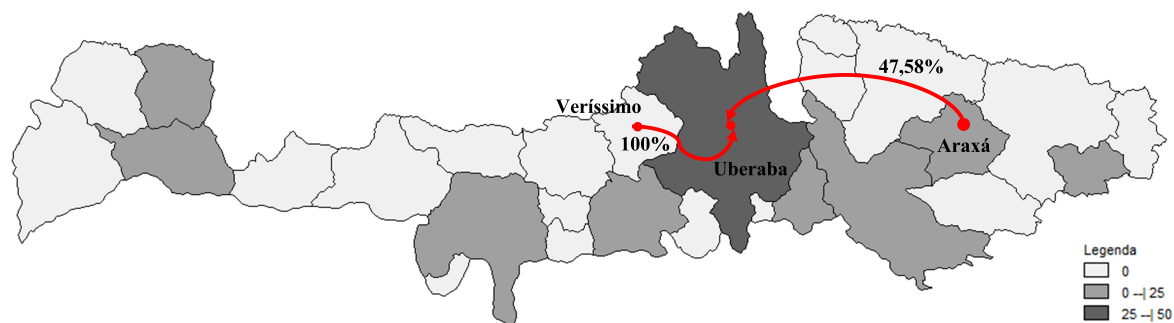 47,58%
Veríssimo
100%
Araxá
Uberaba
Legenda
0
0 --| 25
25 --| 50